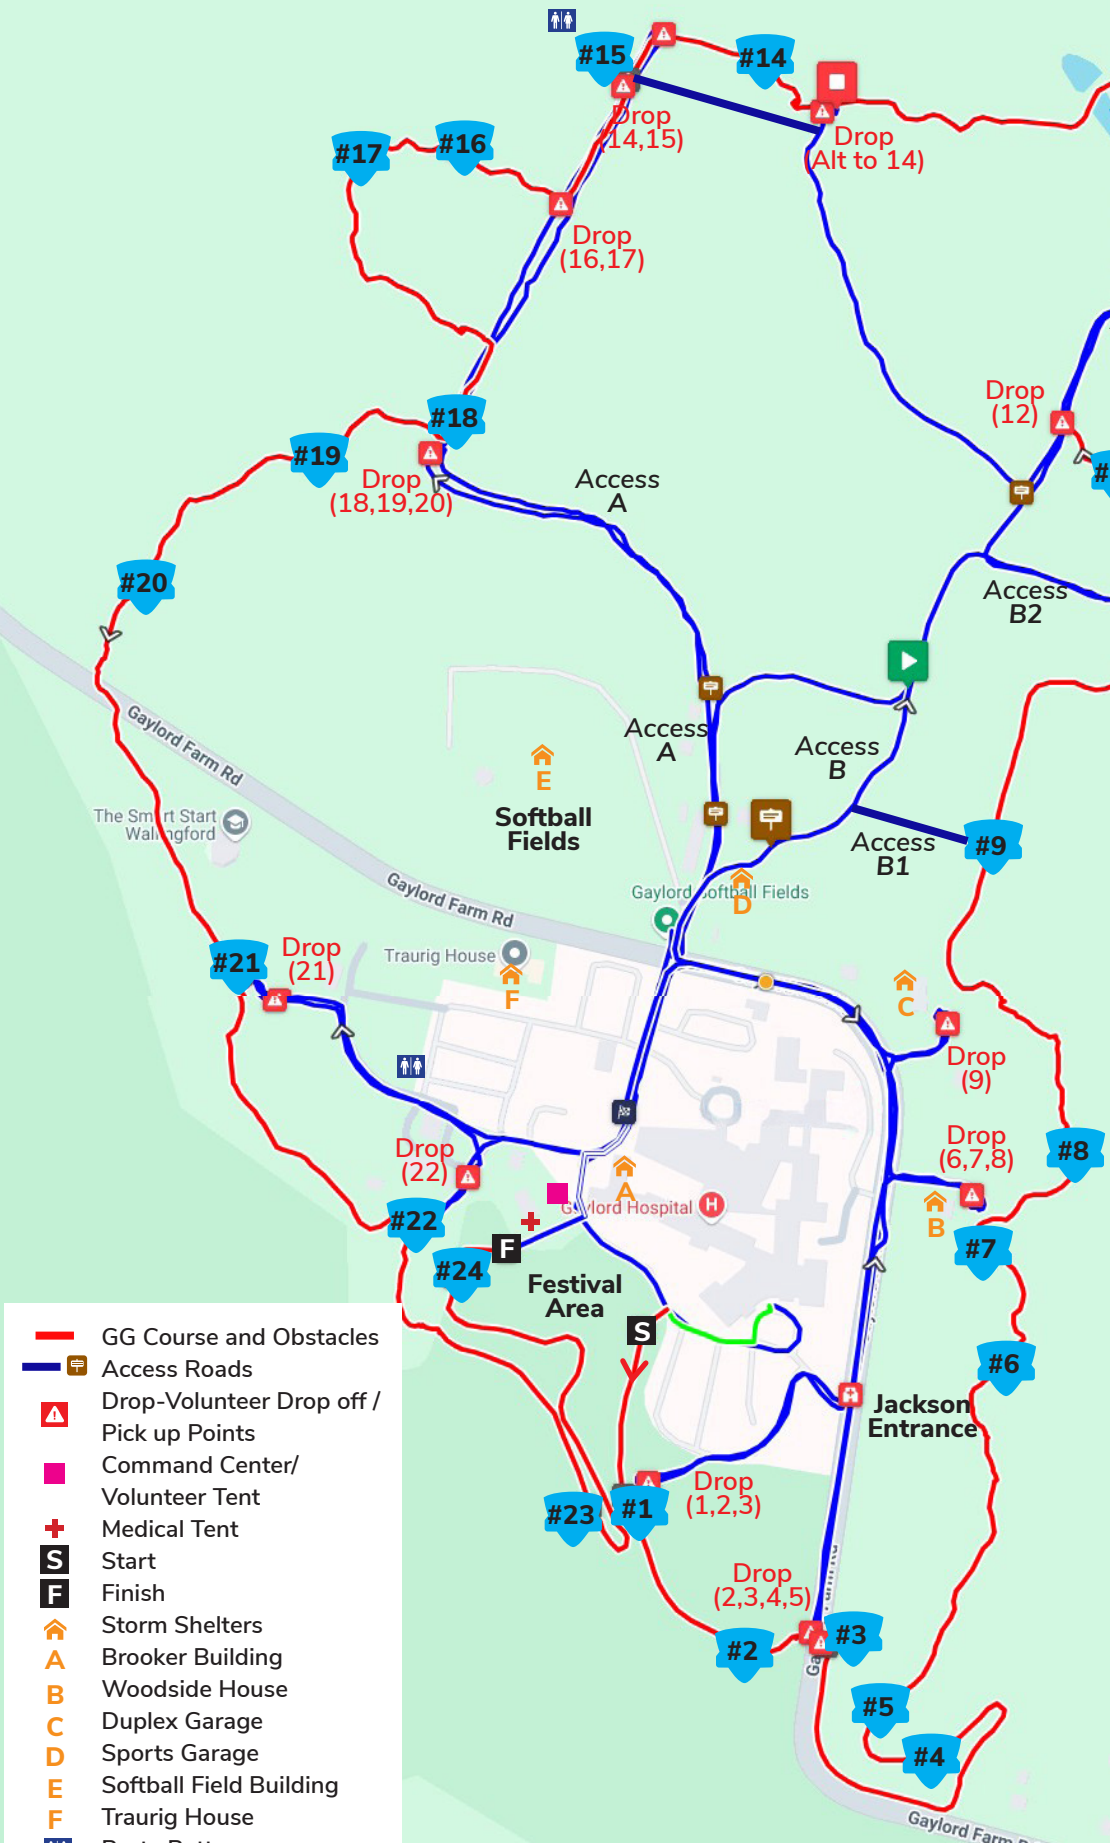 #15
#14
Drop
(14,15)
Drop
(Alt to 14)
#17
#16
Drop
(16,17)
Drop
(12)
#18
#19
Drop
(18,19,20)
Access
A
#20
Access
B2
Gaylord Farm Rd
Access
A
Access
B
E
Softball
Fields
The Smart Start
Wallingford
Access
B1
#9
Gaylord Farm Rd
Gaylord Softball Fields
D
#21
Drop
(21)
Traurig House
F
C
Drop
(9)
Drop
(22)
Drop
(6,7,8)
#8
A
Gaylord Hospital
H
B
#22
#7
F
#24
Festival
Area
S
#6
Jackson
Entrance
Drop
(1,2,3)
#23
#1
Drop
(2,3,4,5)
#2
#3
#5
#4
Gaylord Farm R
GG Course and Obstacles
Access Roads
Drop-Volunteer Drop off /
Pick up Points
Command Center/
Volunteer Tent
Medical Tent
S Start
F Finish
Storm Shelters
A Brooker Building
B Woodside House
C Duplex Garage
D Sports Garage
E Softball Field Building
F Traurig House